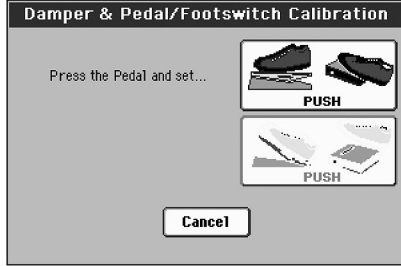 Damper & Pedal/Footswitch Calibration
Press the Pedal and set...
PUSH
PUSH
Cancel